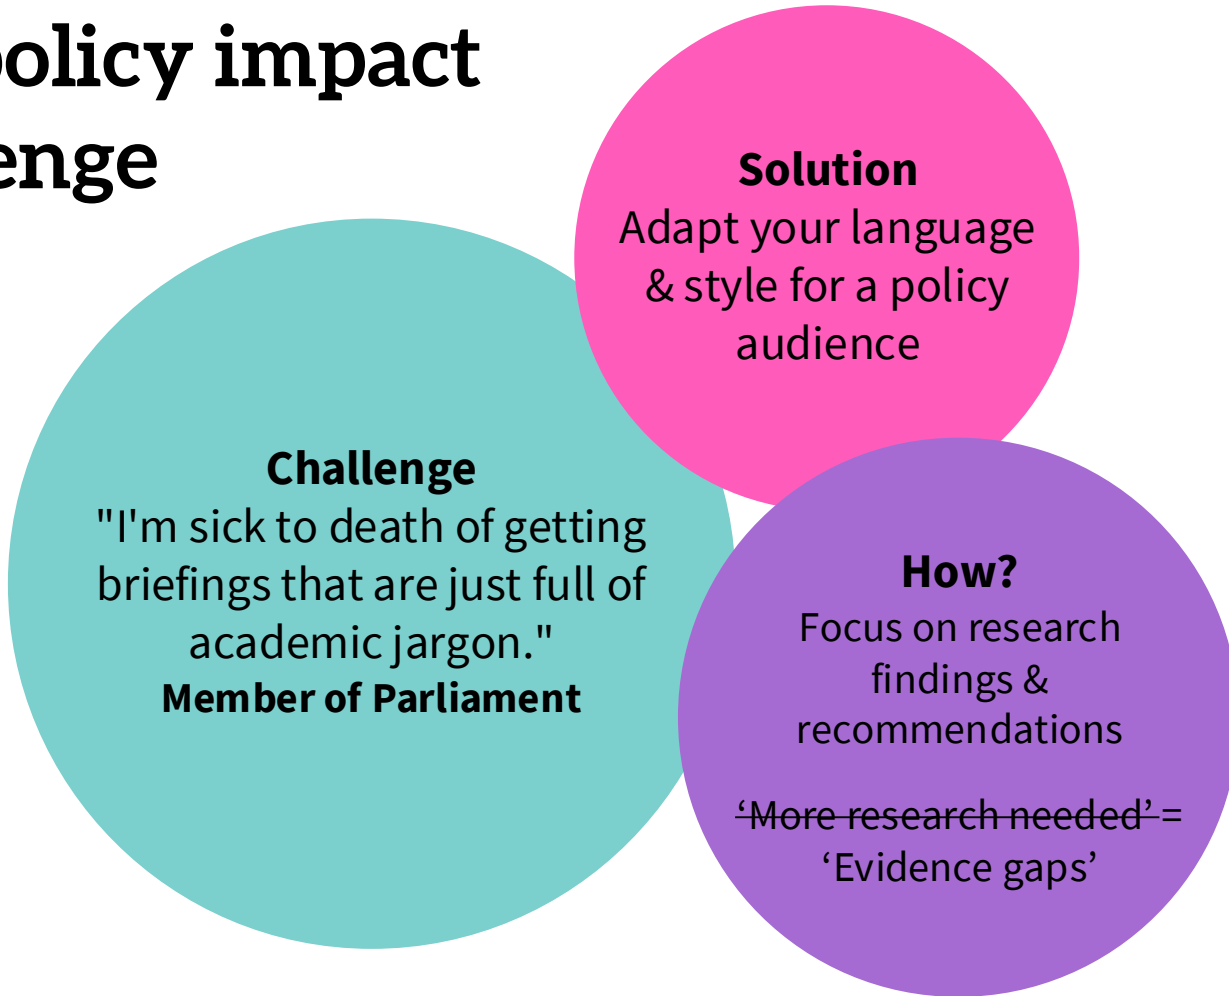 policy impact
enge
Solution
Adapt your language
& style for a policy
audience
Challenge
"I'm sick to death of getting
briefings that are just full of
academic jargon."
Member of Parliament
How?
Focus on research
findings &
recommendations
‘More research needed’ =
‘Evidence gaps’